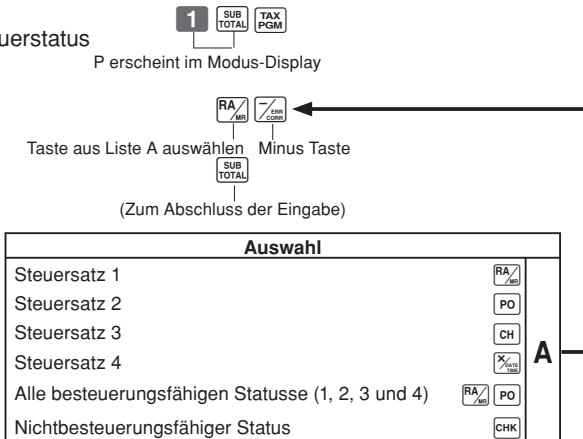 uerstatus
1 SUB TOTAL TAX PGM
P erscheint im Modus-Display
RA/MR −/ERR CORR
Taste aus Liste A auswählen Minus Taste
SUB TOTAL
(Zum Abschluss der Eingabe)
Auswahl
Steuersatz 1 RA/MR
Steuersatz 2 PO
Steuersatz 3 CH
Steuersatz 4 ×/DATE TIME
A
Alle besteuerungsfähigen Statusse (1, 2, 3 und 4) RA/MR PO
Nichtbesteuerungsfähiger Status CHK